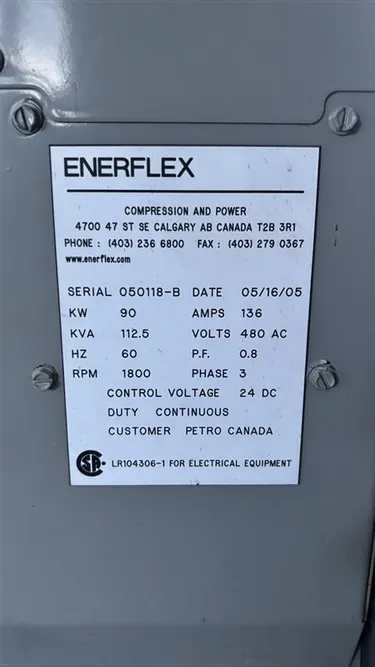 ENERFLEX
COMPRESSION AND POWER
4700 47 ST SE CALGARY AB CANADA T2B 3R1
PHONE : (403) 236 6800 FAX : (403) 279 0367
www.enerflex.com
SERIAL 050118-B DATE 05/16/05
KW 90 AMPS 136
KVA 112.5 VOLTS 480 AC
HZ 60 P.F. 0.8
RPM 1800 PHASE 3
CONTROL VOLTAGE 24 DC
DUTY CONTINUOUS
CUSTOMER PETRO CANADA
CSA LR104306-1 FOR ELECTRICAL EQUIPMENT